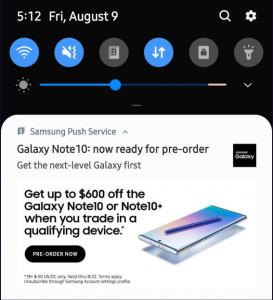 5:12 Fri, August 9
Samsung Push Service
Galaxy Note10: now ready for pre-order
Get the next-level Galaxy first
SAMSUNG
Galaxy
Get up to $600 off the
Galaxy Note10 or Note10+
when you trade in a
qualifying device.*
PRE-ORDER NOW
*18+ & 50 US/DC only. Valid thru 8/22. Terms apply.
Unsubscribe through Samsung Account settings profile.